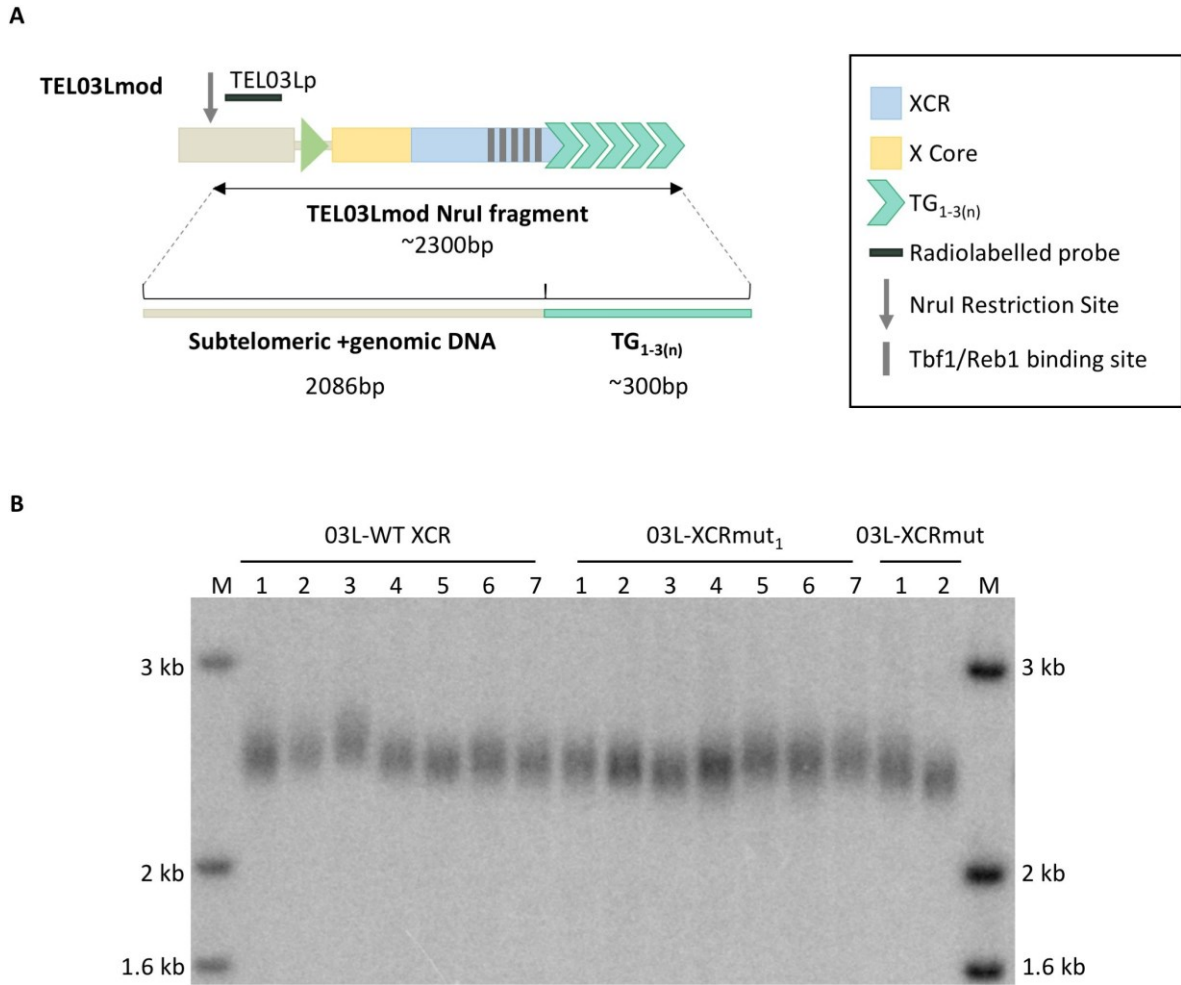 A
TEL03Lmod
TEL03Lp
TEL03Lmod NruI fragment
~2300bp
Subtelomeric +genomic DNA
TG1-3(n)
2086bp
~300bp
XCR
X Core
TG1-3(n)
Radiolabelled probe
NruI Restriction Site
Tbf1/Reb1 binding site
B
03L-WT XCR
03L-XCRmut1
03L-XCRmut
M 1 2 3 4 5 6 7 1 2 3 4 5 6 7 1 2 M
3 kb
3 kb
2 kb
2 kb
1.6 kb
1.6 kb